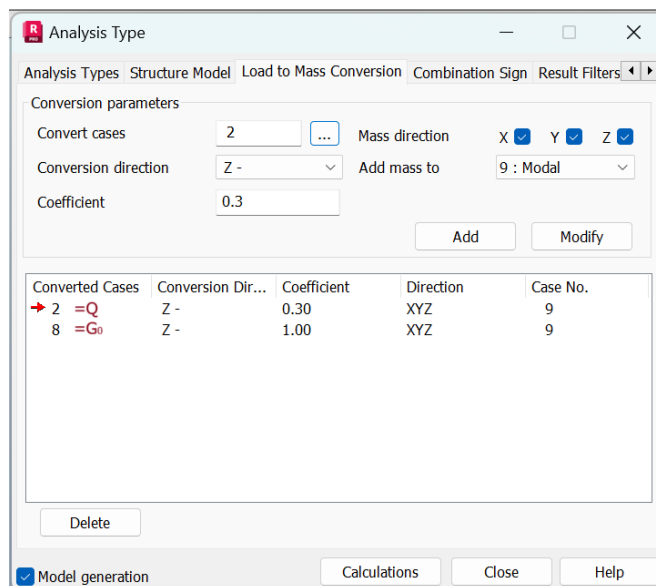 R PRO Analysis Type
Analysis Types Structure Model Load to Mass Conversion Combination Sign Result Filters
Conversion parameters
Convert cases 2 ... Mass direction X Y Z
Conversion direction Z - Add mass to 9 : Modal
Coefficient 0.3
Add Modify
Converted Cases Conversion Dir... Coefficient Direction Case No.
2 =Q Z - 0.30 XYZ 9
8 =G₀ Z - 1.00 XYZ 9
Delete
Model generation Calculations Close Help